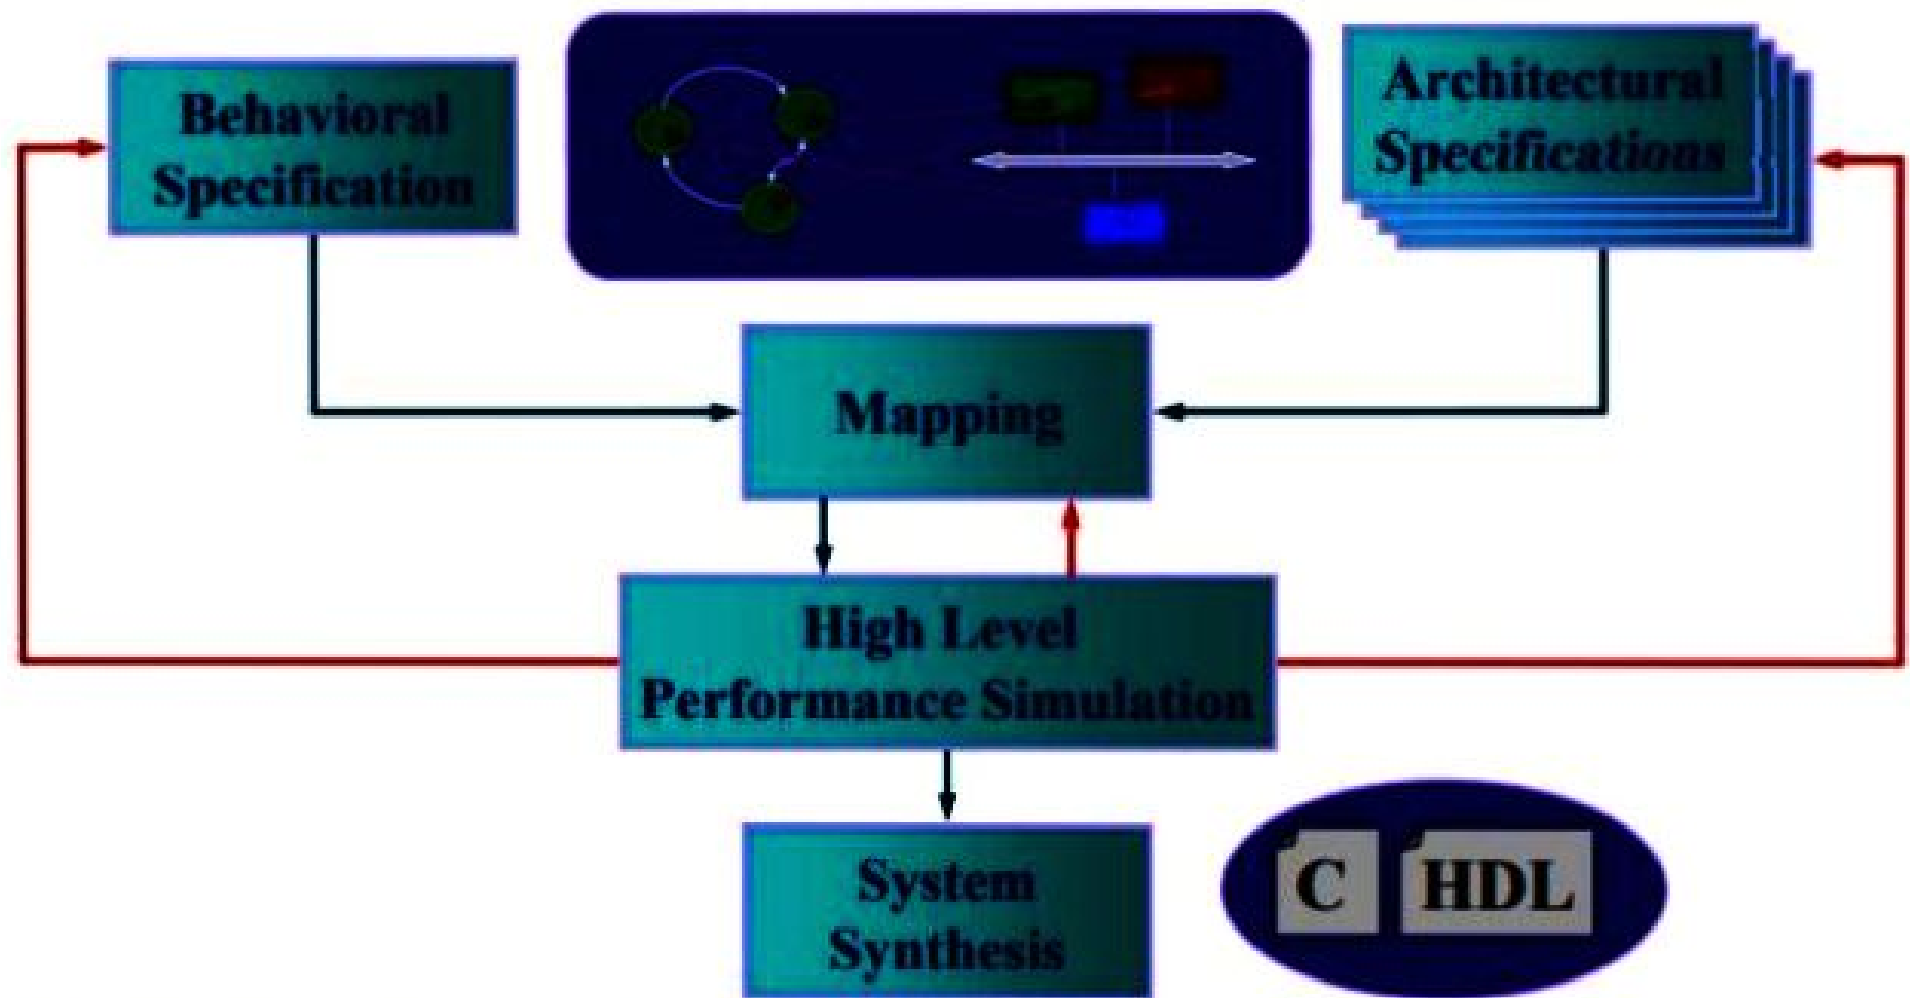 Behavioral
Specification
Architectural
Specifications
Mapping
High Level
Performance Simulation
System
Synthesis
C
HDL